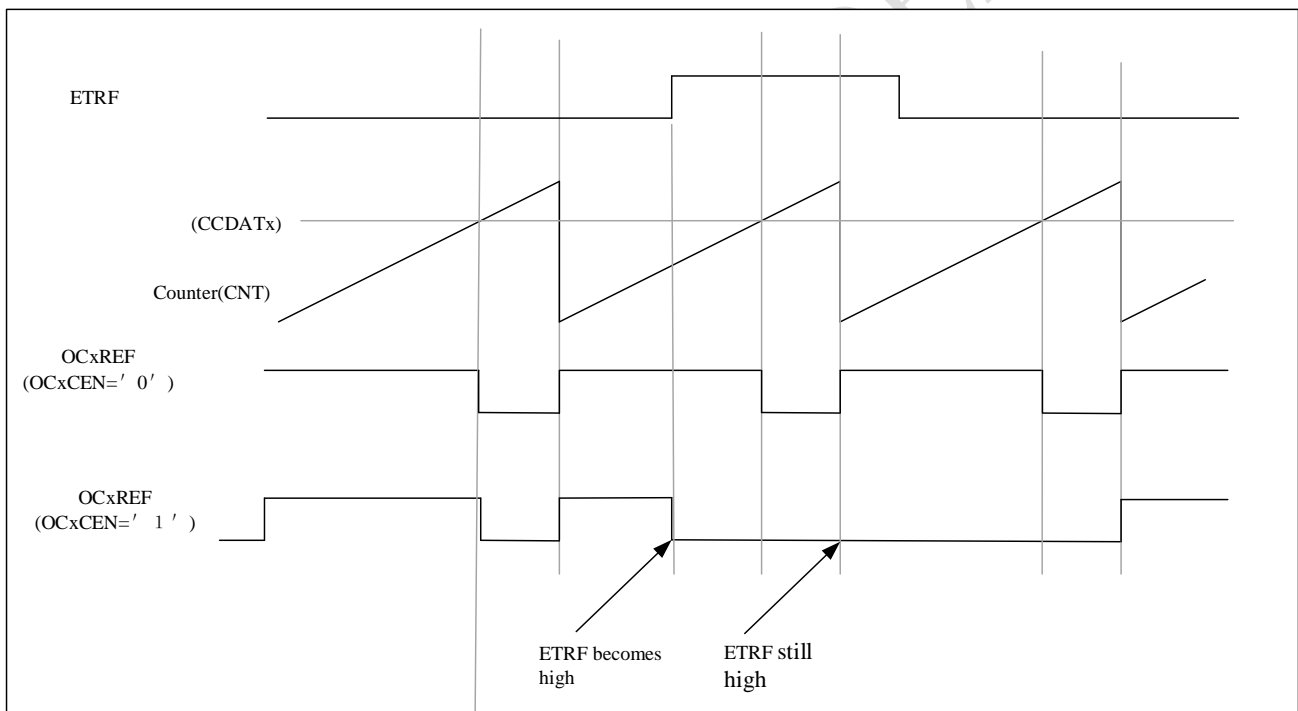 ETRF
(CCDATx)
Counter(CNT)
OCxREF
(OCxCEN=′ 0′ )
OCxREF
(OCxCEN=′ 1 ′ )
ETRF becomes
high
ETRF still
high